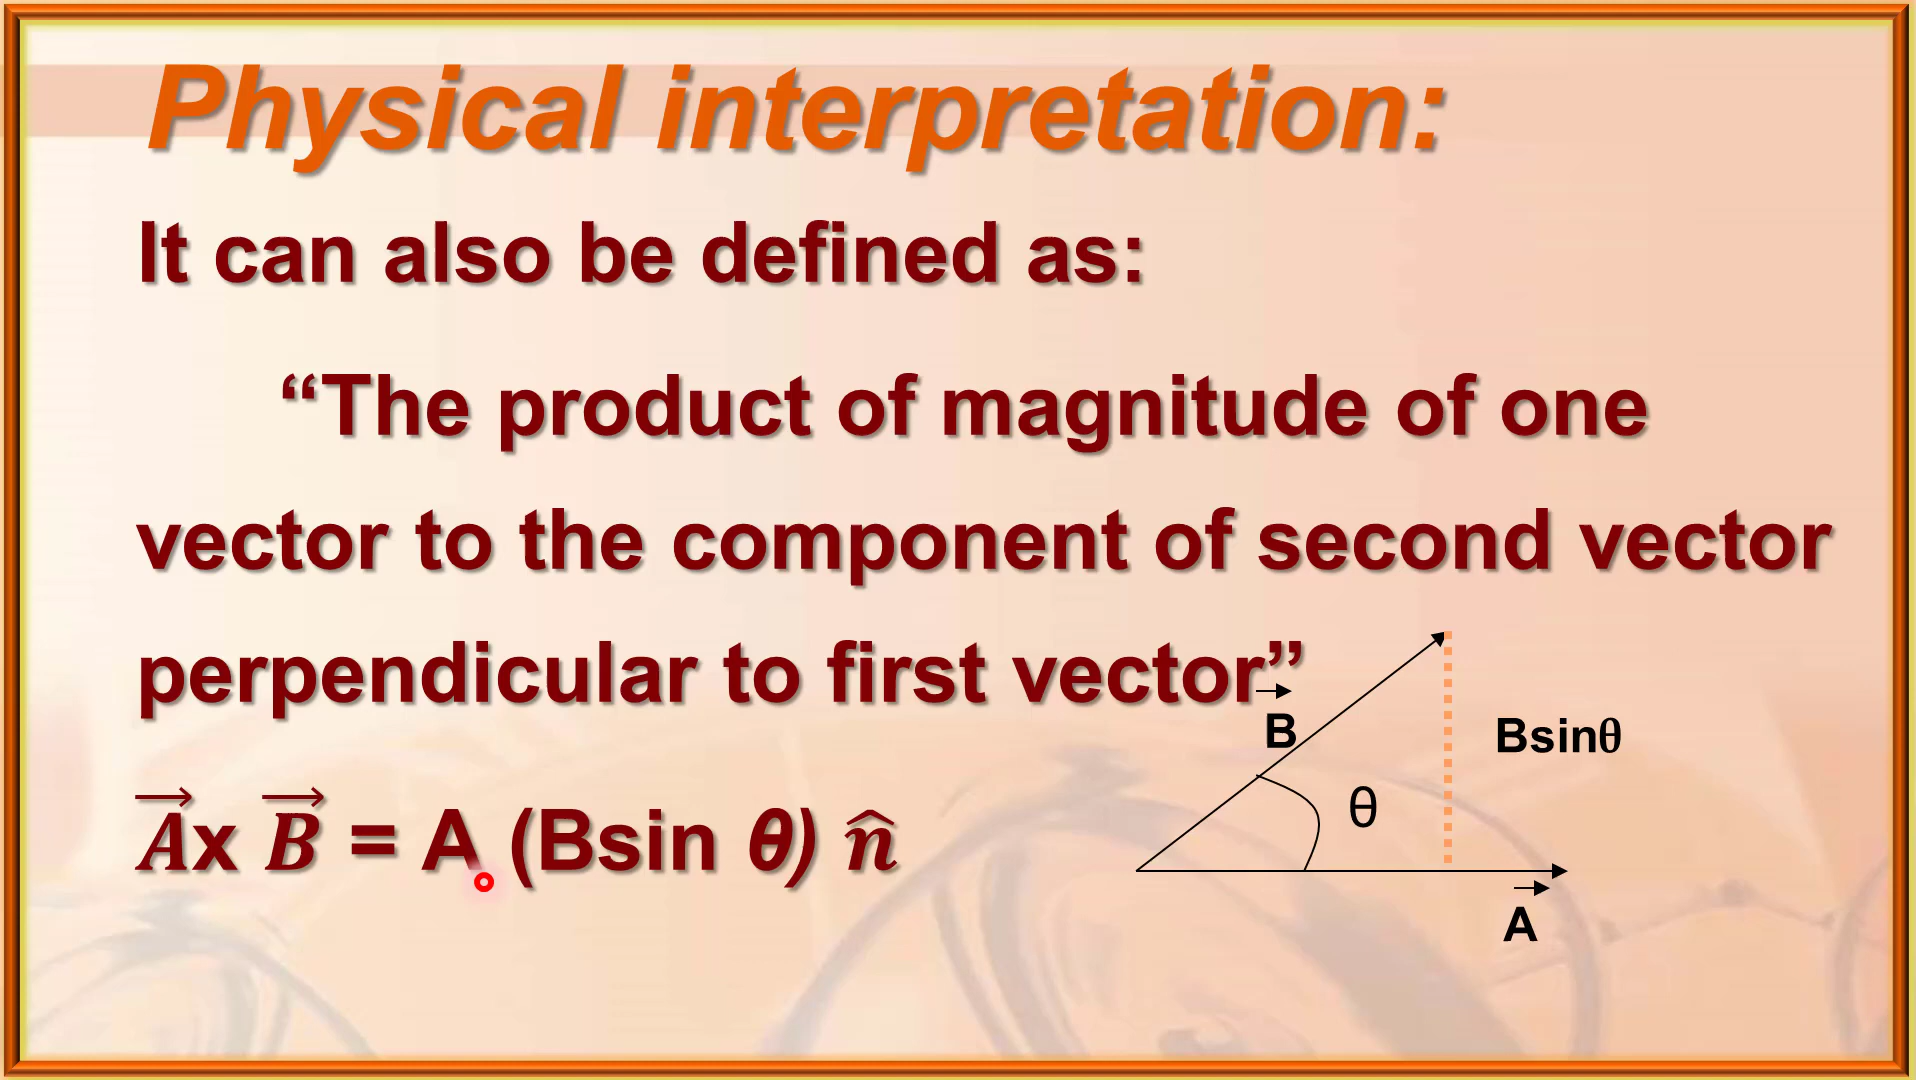 Physical interpretation:
It can also be defined as:
“The product of magnitude of one
vector to the component of second vector
perpendicular to first vector”
B⃗
Bsinθ
θ
A⃗x B⃗ = A (Bsin θ) n̂
A⃗